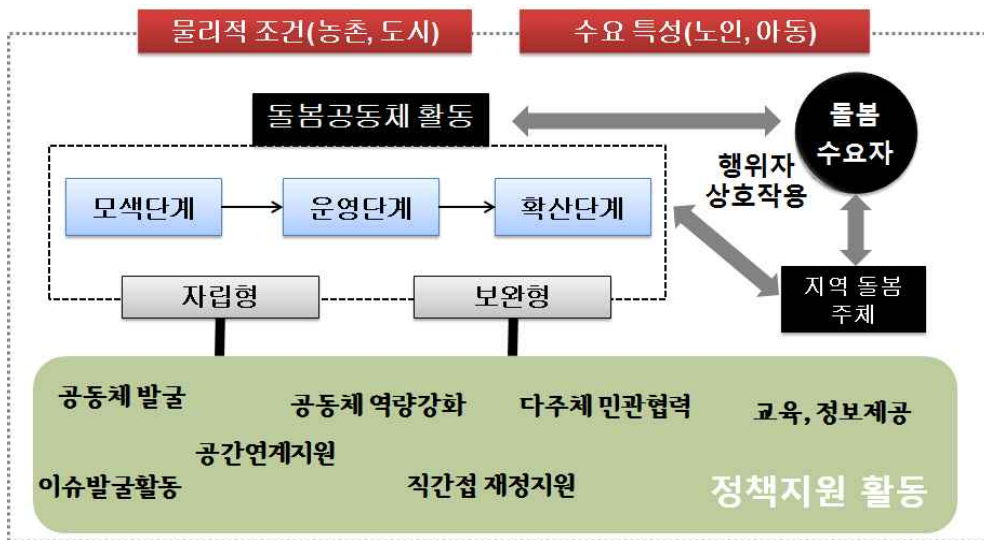 물리적 조건(농촌, 도시)
수요 특성(노인, 아동)
돌봄공동체 활동
돌봄
수요자
행위자
상호작용
모색단계
운영단계
확산단계
자립형
보완형
지역 돌봄
주체
공동체 발굴
공동체 역량강화
다주체 민관협력
교육, 정보제공
공간연계지원
이슈발굴활동
직간접 재정지원
정책지원 활동